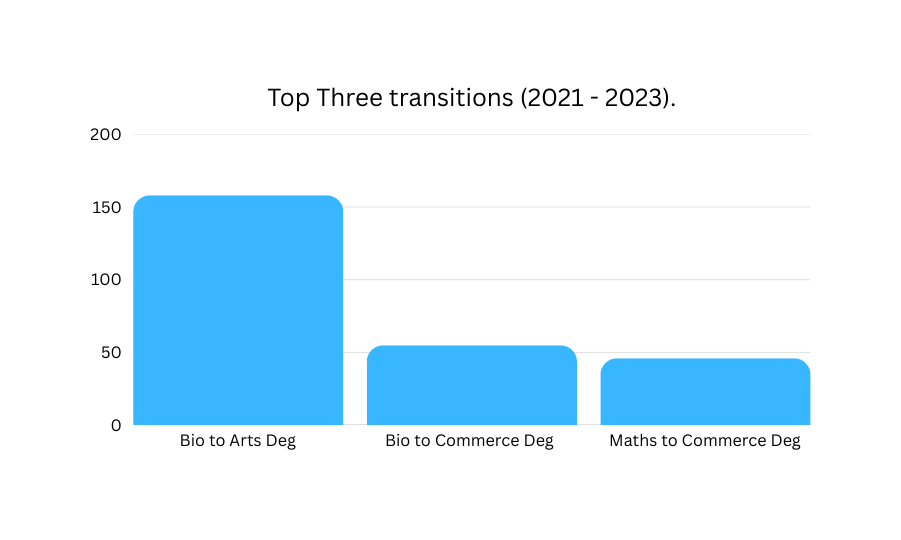 Top Three transitions (2021 - 2023).
200
150
100
50
0
Bio to Arts Deg
Bio to Commerce Deg
Maths to Commerce Deg